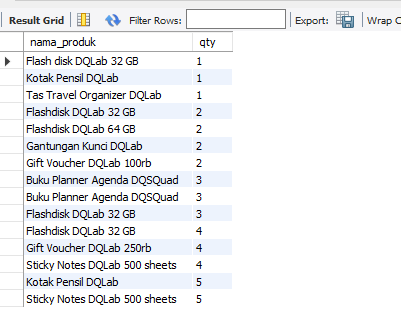 Result Grid Filter Rows: Export: Wrap C
nama_produk qty
Flash disk DQLab 32 GB 1
Kotak Pensil DQLab 1
Tas Travel Organizer DQLab 1
Flashdisk DQLab 32 GB 2
Flashdisk DQLab 64 GB 2
Gantungan Kunci DQLab 2
Gift Voucher DQLab 100rb 2
Buku Planner Agenda DQSQuad 3
Buku Planner Agenda DQSQuad 3
Flashdisk DQLab 32 GB 3
Flashdisk DQLab 32 GB 4
Gift Voucher DQLab 250rb 4
Sticky Notes DQLab 500 sheets 4
Kotak Pensil DQLab 5
Sticky Notes DQLab 500 sheets 5